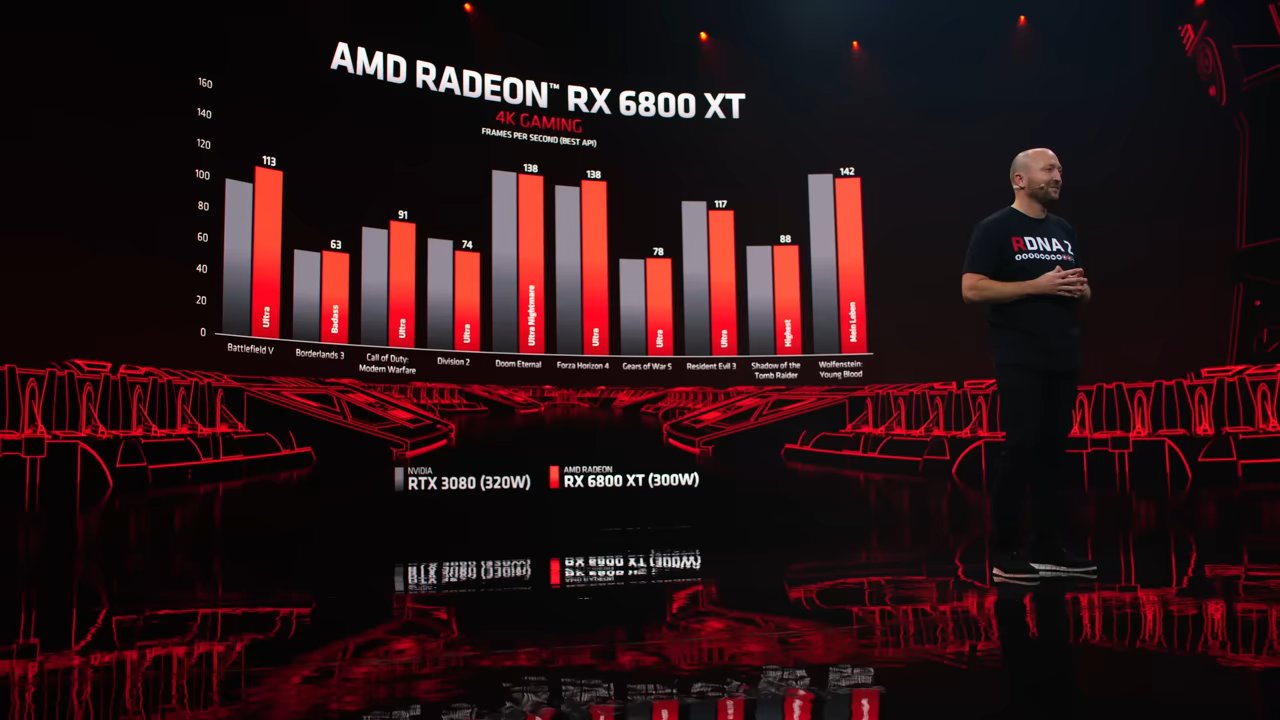 AMD RADEON™ RX 6800 XT
4K GAMING
FRAMES PER SECOND (BEST API)
160
140
120
100
80
60
40
20
0
113
63
91
74
138
138
78
117
88
142
Ultra
Badass
Ultra
Ultra
Ultra Nightmare
Ultra
Ultra
Ultra
Highest
Mein Leben
Battlefield V
Borderlands 3
Call of Duty:
Modern Warfare
Division 2
Doom Eternal
Forza Horizon 4
Gears of War 5
Resident Evil 3
Shadow of the
Tomb Raider
Wolfenstein:
Young Blood
NVIDIA
RTX 3080 (320W)
AMD RADEON
RX 6800 XT (300W)
RDNA 2